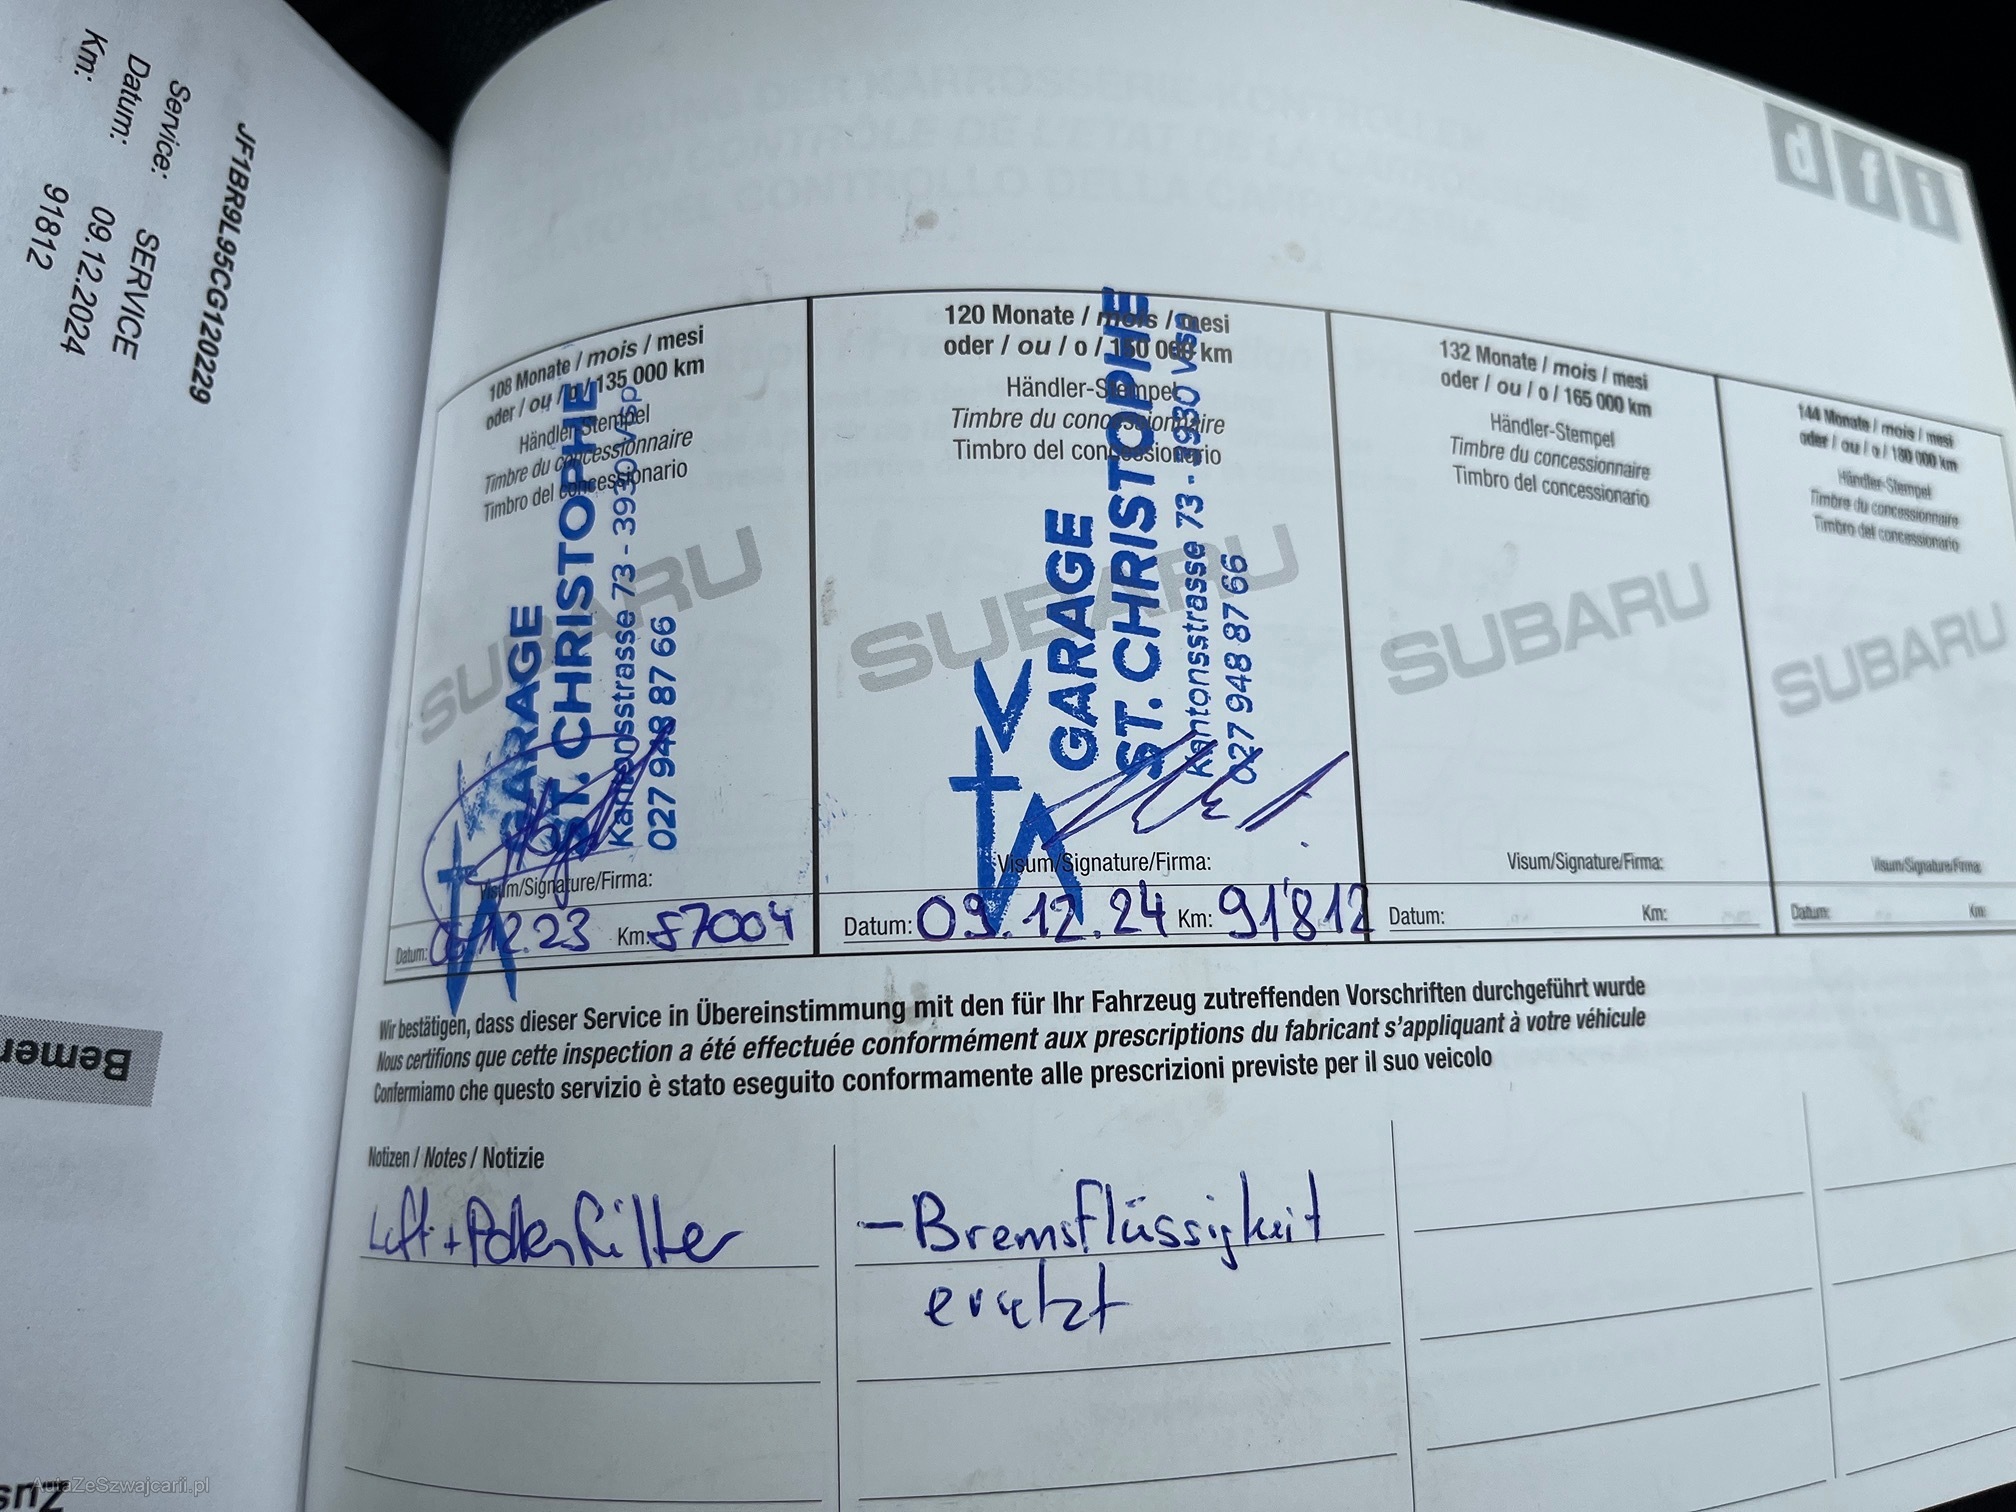 JF1BR9L95CG120229
Service: SERVICE
Datum: 09.12.2024
Km: 91812
dfi
108 Monate / mois / mesi
oder / ou / o / 135 000 km
Händler-Stempel
Timbre du concessionnaire
Timbro del concessionario
SUBARU
GARAGE
ST. CHRISTOPHE
Kantonsstrasse 73 - 3930 Visp
027 948 87 66
Visum/Signature/Firma:
Datum: 12.23 Km: 87004
120 Monate / mois / mesi
oder / ou / o / 150 000 km
Händler-Stempel
Timbre du concessionnaire
Timbro del concessionario
SUBARU
GARAGE
ST. CHRISTOPHE
Kantonsstrasse 73 - 3930 Visp
027 948 87 66
Visum/Signature/Firma:
Datum: 09.12.24 Km: 91'812
132 Monate / mois / mesi
oder / ou / o / 165 000 km
Händler-Stempel
Timbre du concessionnaire
Timbro del concessionario
SUBARU
Visum/Signature/Firma:
Datum: Km:
144 Monate / mois / mesi
oder / ou / o / 180 000 km
Händler-Stempel
Timbre du concessionnaire
Timbro del concessionario
SUBARU
Visum/Signature/Firma:
Datum: Km:
Wir bestätigen, dass dieser Service in Übereinstimmung mit den für Ihr Fahrzeug zutreffenden Vorschriften durchgeführt wurde
Nous certifions que cette inspection a été effectuée conformément aux prescriptions du fabricant s'appliquant à votre véhicule
Confermiamo che questo servizio è stato eseguito conformamente alle prescrizioni previste per il suo veicolo
Notizen / Notes / Notizie
Luft + Pollenfilter
- Bremsflüssigkeit
ersetzt
AutaZeSzwajcarii.pl